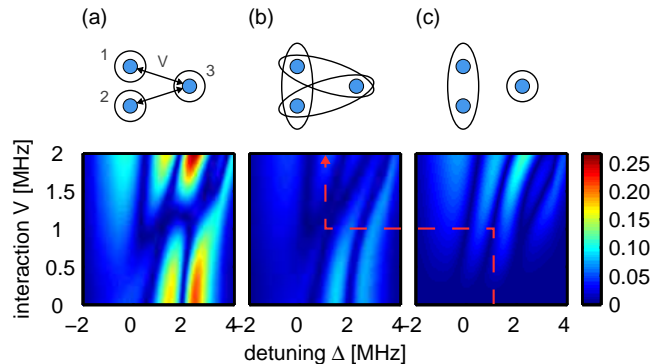 (a) (b) (c)
1 V 3
2
interaction V [MHz]
2
1.5
1
0.5
0
0.25
0.20
0.15
0.10
0.05
0
−2 0 2 4 −2 0 2 4 −2 0 2 4
detuning Δ [MHz]